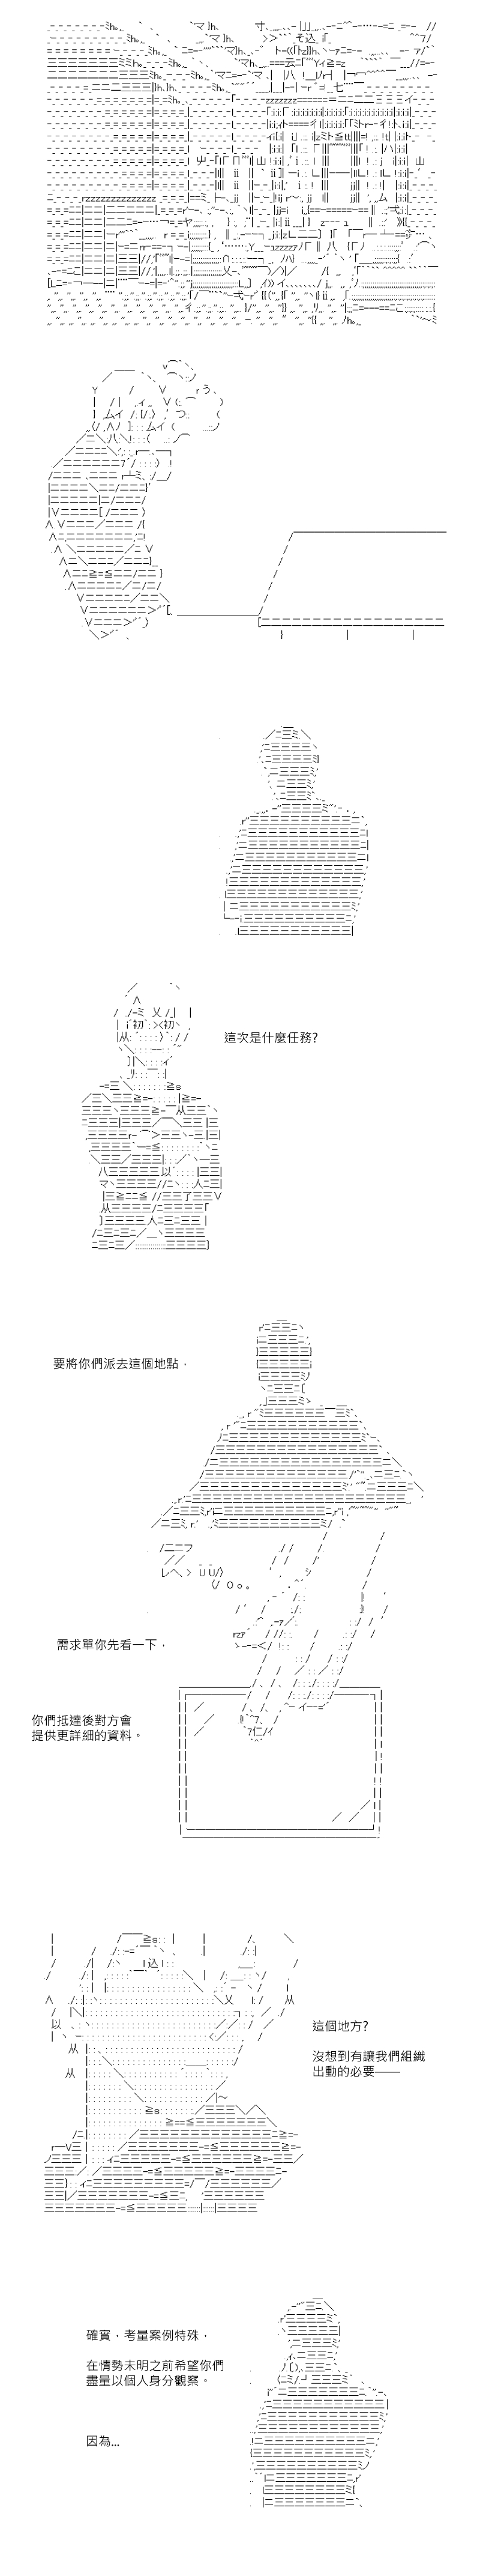 這次是什麼任務?
要將你們派去這個地點．
需求單你先看一下．
你們抵達後對方會
提供更詳細的資料。
這個地方?
沒想到有讓我們組織
出動的必要——
確實．考量案例特殊．
在情勢未明之前希望你們
盡量以個人身分觀察。
因為...